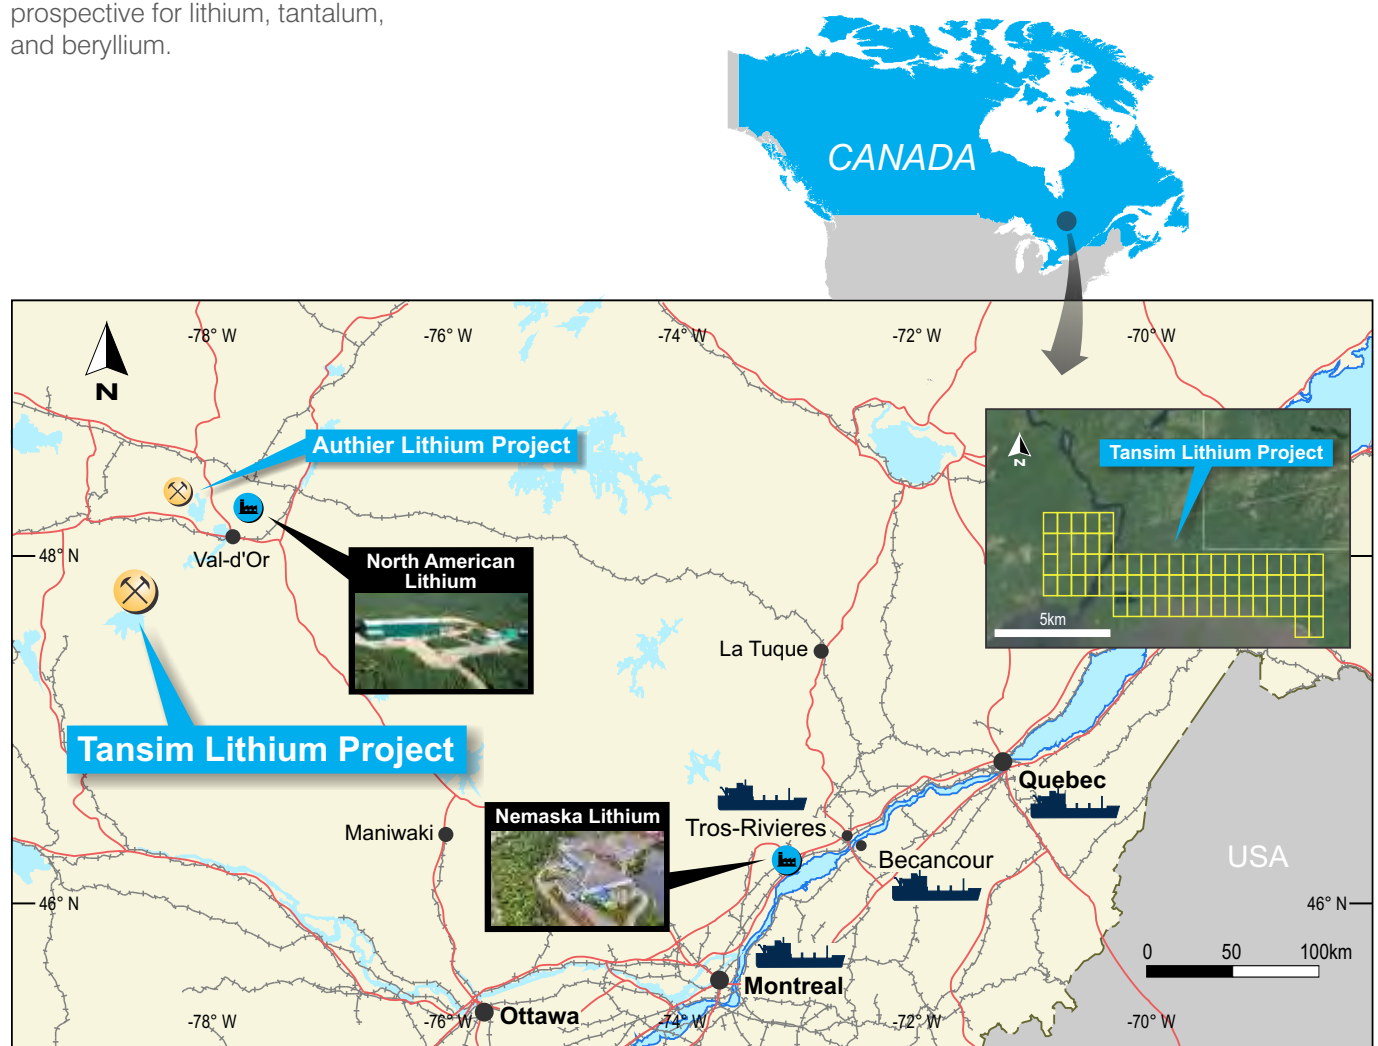 prospective for lithium, tantalum,
and beryllium.
CANADA
-78° W
-76° W
-74° W
-72° W
-70° W
N
Authier Lithium Project
N
Tansim Lithium Project
48° N
Val-d'Or
North American
Lithium
5km
La Tuque
Tansim Lithium Project
Quebec
Nemaska Lithium
Tros-Rivieres
Maniwaki
Becancour
USA
46° N
46° N
0
50
100km
Montreal
Ottawa
-78° W
-76° W
-74° W
-72° W
-70° W